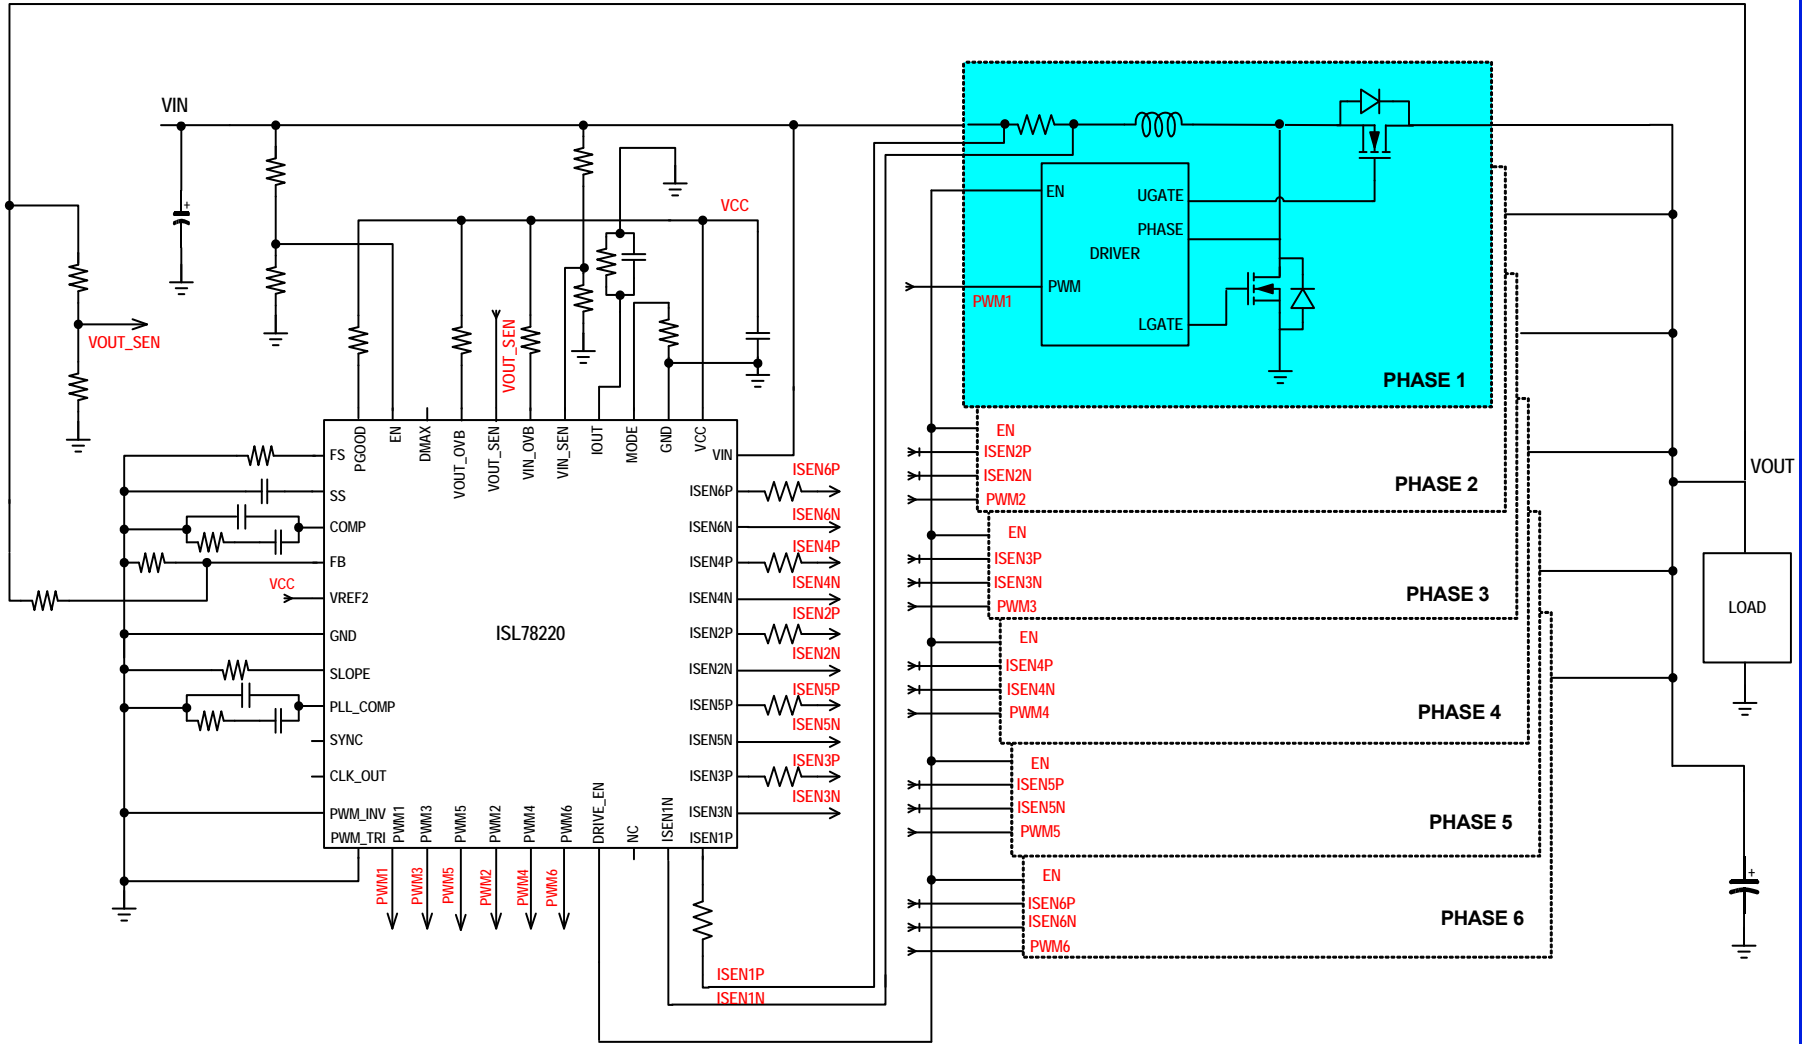 VIN
VCC
VOUT_SEN
VOUT_SEN
PGOOD
EN
DMAX
VOUT_OVB
VOUT_SEN
VIN_OVB
VIN_SEN
IOUT
MODE
GND
VCC
VIN
FS
SS
COMP
FB
VCC
VREF2
GND
SLOPE
PLL_COMP
SYNC
CLK_OUT
PWM_INV
PWM_TRI
ISL78220
ISEN6P
ISEN6N
ISEN4P
ISEN4N
ISEN2P
ISEN2N
ISEN5P
ISEN5N
ISEN3P
ISEN3N
ISEN1P
ISEN6P
ISEN6N
ISEN4P
ISEN4N
ISEN2P
ISEN2N
ISEN5P
ISEN5N
ISEN3P
ISEN3N
PWM1
PWM3
PWM5
PWM2
PWM4
PWM6
DRIVE_EN
NC
ISEN1N
PWM1
PWM3
PWM5
PWM2
PWM4
PWM6
ISEN1P
ISEN1N
EN
UGATE
PHASE
DRIVER
PWM
LGATE
PWM1
PHASE 1
EN
ISEN2P
ISEN2N
PWM2
PHASE 2
EN
ISEN3P
ISEN3N
PWM3
PHASE 3
EN
ISEN4P
ISEN4N
PWM4
PHASE 4
EN
ISEN5P
ISEN5N
PWM5
PHASE 5
EN
ISEN6P
ISEN6N
PWM6
PHASE 6
VOUT
LOAD
+
+